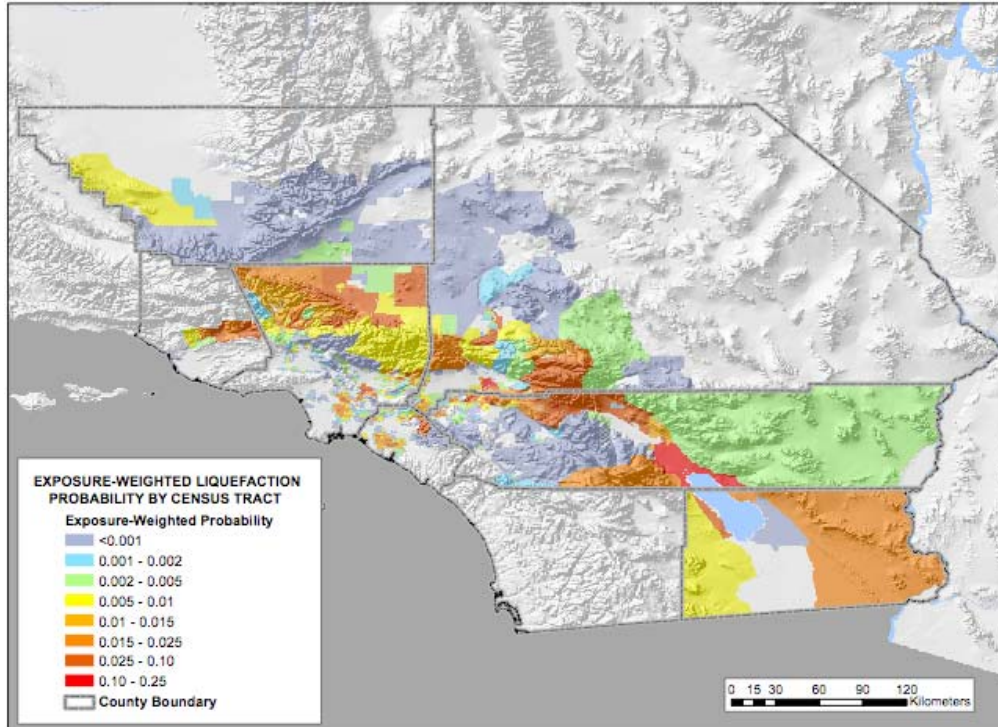 EXPOSURE-WEIGHTED LIQUEFACTION
PROBABILITY BY CENSUS TRACT
Exposure-Weighted Probability
<0.001
0.001 - 0.002
0.002 - 0.005
0.005 - 0.01
0.01 - 0.015
0.015 - 0.025
0.025 - 0.10
0.10 - 0.25
County Boundary
0 15 30 60 90 120
Kilometers